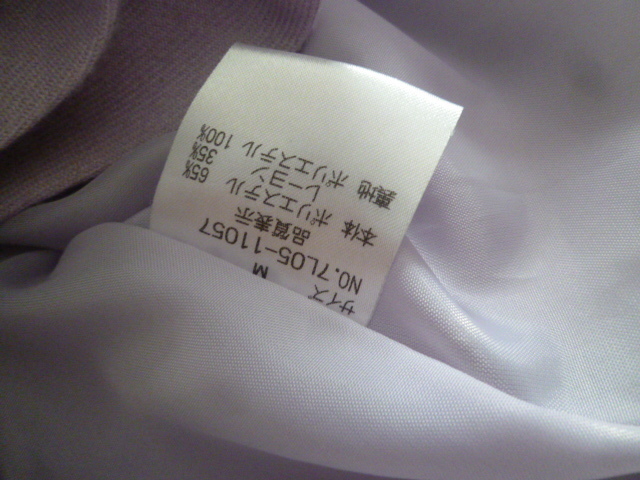 サイズ M
NO.7L05-11057
品質表示
本体 ポリエステル 65%
レーヨン 35%
裏地 ポリエステル 100%